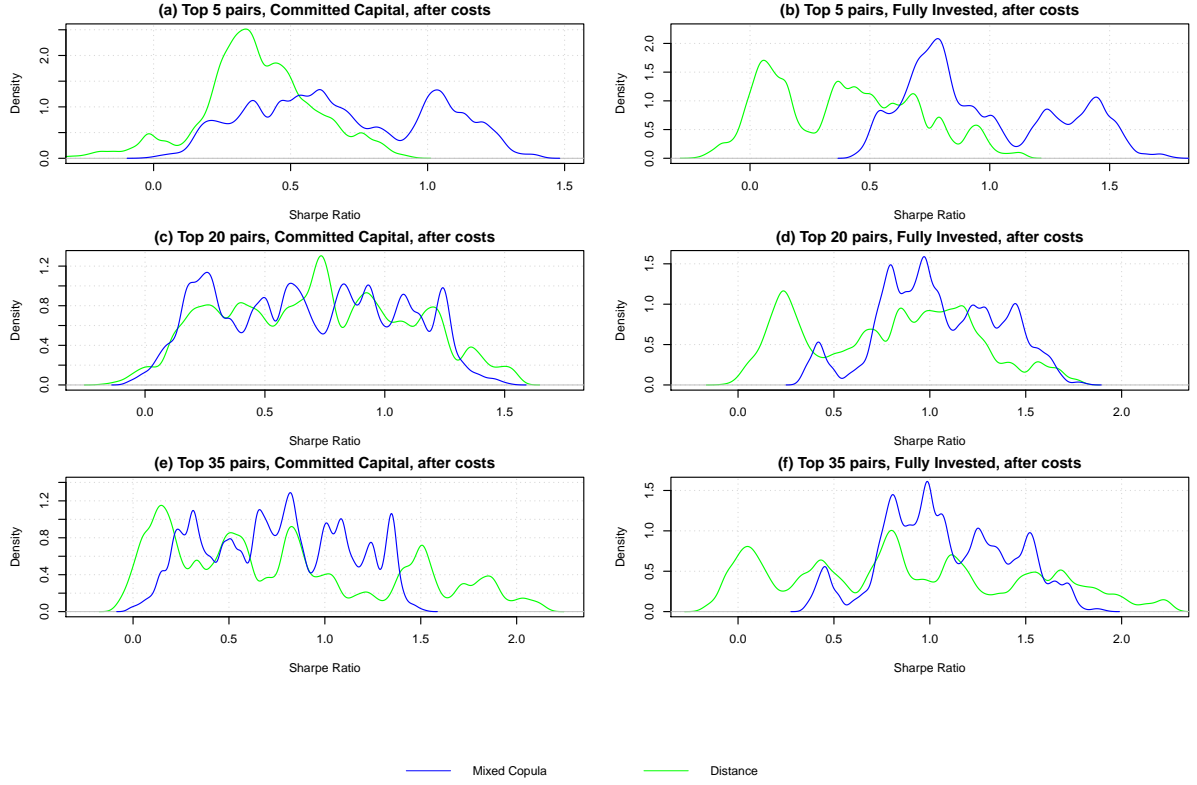 (a) Top 5 pairs, Committed Capital, after costs
Density
0.0 1.0 2.0
0.0 0.5 1.0 1.5
Sharpe Ratio
(b) Top 5 pairs, Fully Invested, after costs
Density
0.0 0.5 1.0 1.5 2.0
0.0 0.5 1.0 1.5
Sharpe Ratio
(c) Top 20 pairs, Committed Capital, after costs
Density
0.0 0.4 0.8 1.2
0.0 0.5 1.0 1.5
Sharpe Ratio
(d) Top 20 pairs, Fully Invested, after costs
Density
0.0 0.5 1.0 1.5
0.0 0.5 1.0 1.5 2.0
Sharpe Ratio
(e) Top 35 pairs, Committed Capital, after costs
Density
0.0 0.4 0.8 1.2
0.0 0.5 1.0 1.5 2.0
Sharpe Ratio
(f) Top 35 pairs, Fully Invested, after costs
Density
0.0 0.5 1.0 1.5
0.0 0.5 1.0 1.5 2.0
Sharpe Ratio
Mixed Copula Distance